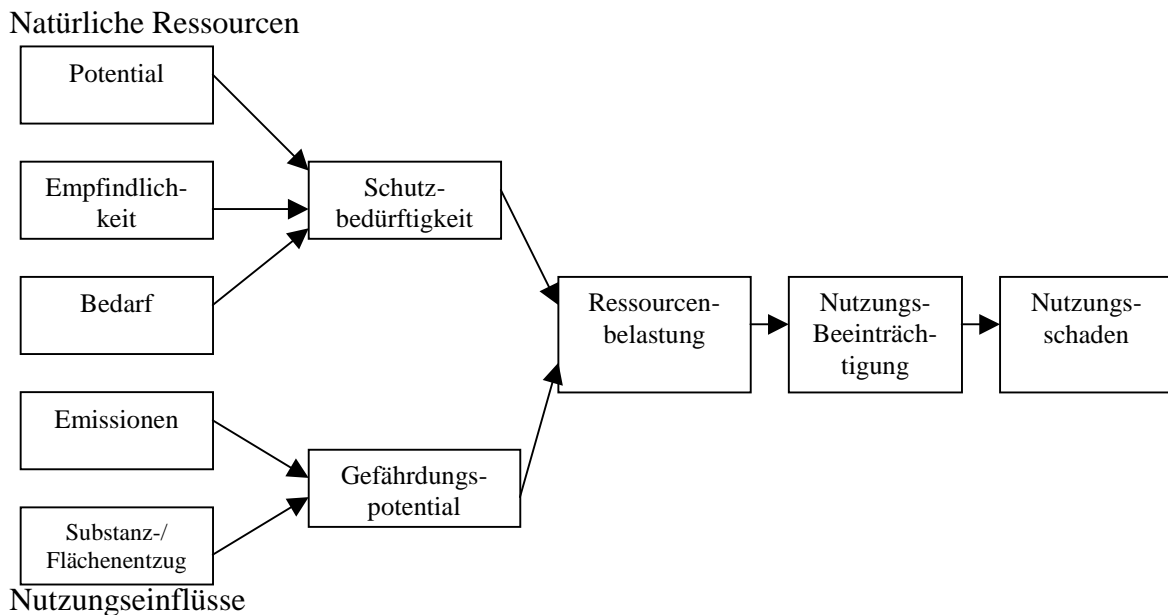 Natürliche Ressourcen
Potential
Empfindlich-
keit
Bedarf
Schutz-
bedürftigkeit
Ressourcen-
belastung
Nutzungs-
Beeinträch-
tigung
Nutzungs-
schaden
Emissionen
Substanz-/
Flächenentzug
Gefährdungs-
potential
Nutzungseinflüsse